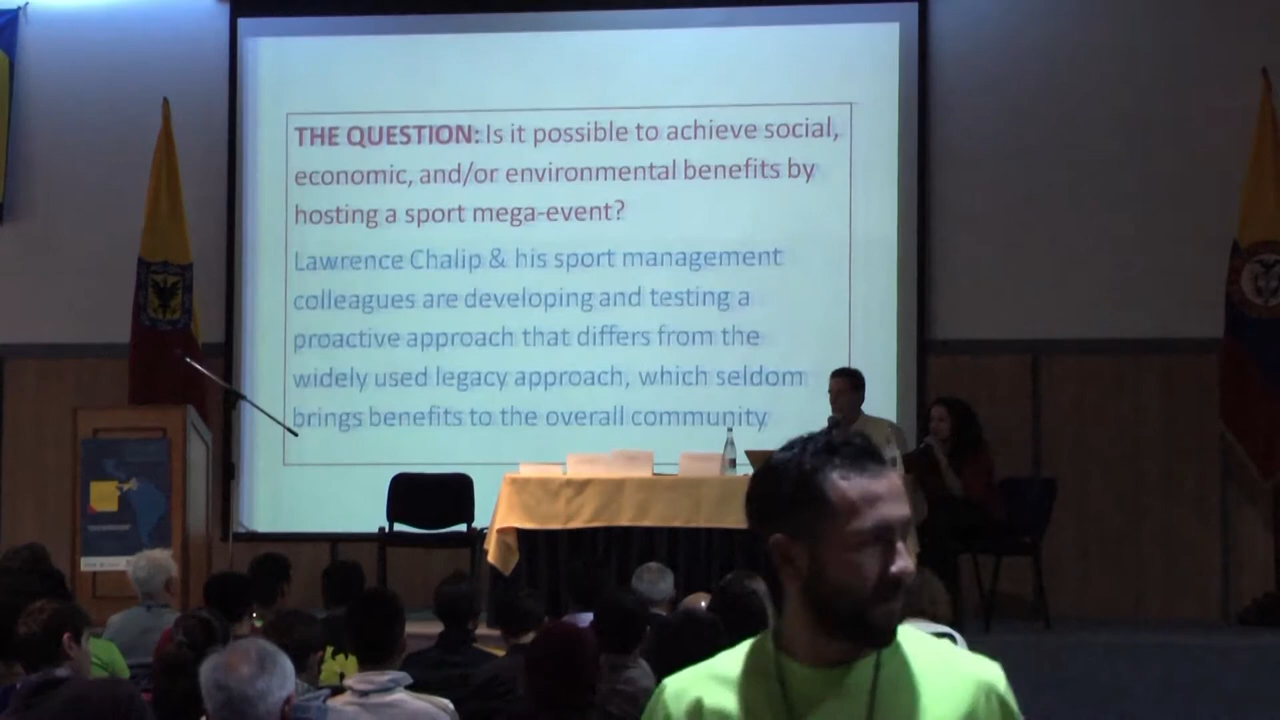 THE QUESTION: Is it possible to achieve social,
economic, and/or environmental benefits by
hosting a sport mega-event?
Lawrence Chalip & his sport management
colleagues are developing and testing a
proactive approach that differs from the
widely used legacy approach, which seldom
brings benefits to the overall community